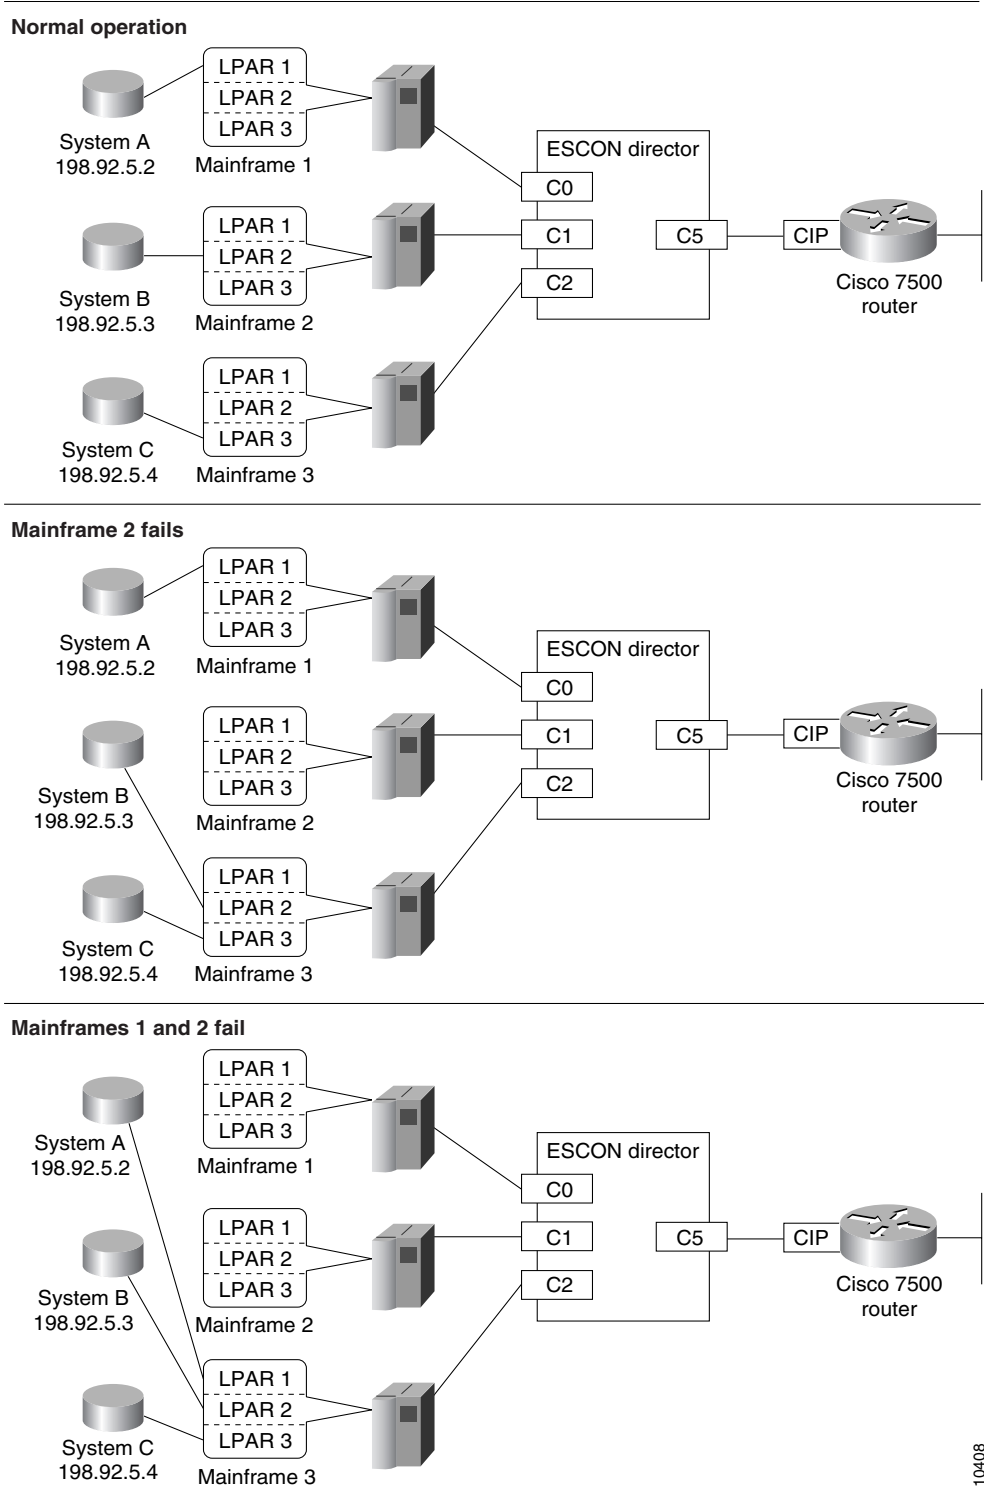 Normal operation
LPAR 1
LPAR 2
LPAR 3
System A
198.92.5.2
Mainframe 1
ESCON director
C0
LPAR 1
LPAR 2
LPAR 3
System B
198.92.5.3
Mainframe 2
C1
C5
CIP
C2
Cisco 7500
router
LPAR 1
LPAR 2
LPAR 3
System C
198.92.5.4
Mainframe 3
Mainframe 2 fails
LPAR 1
LPAR 2
LPAR 3
System A
198.92.5.2
Mainframe 1
ESCON director
C0
LPAR 1
LPAR 2
LPAR 3
System B
198.92.5.3
Mainframe 2
C1
C5
CIP
C2
Cisco 7500
router
LPAR 1
LPAR 2
LPAR 3
System C
198.92.5.4
Mainframe 3
Mainframes 1 and 2 fail
LPAR 1
LPAR 2
LPAR 3
System A
198.92.5.2
Mainframe 1
ESCON director
C0
LPAR 1
LPAR 2
LPAR 3
System B
198.92.5.3
Mainframe 2
C1
C5
CIP
C2
Cisco 7500
router
LPAR 1
LPAR 2
LPAR 3
System C
198.92.5.4
Mainframe 3
10408